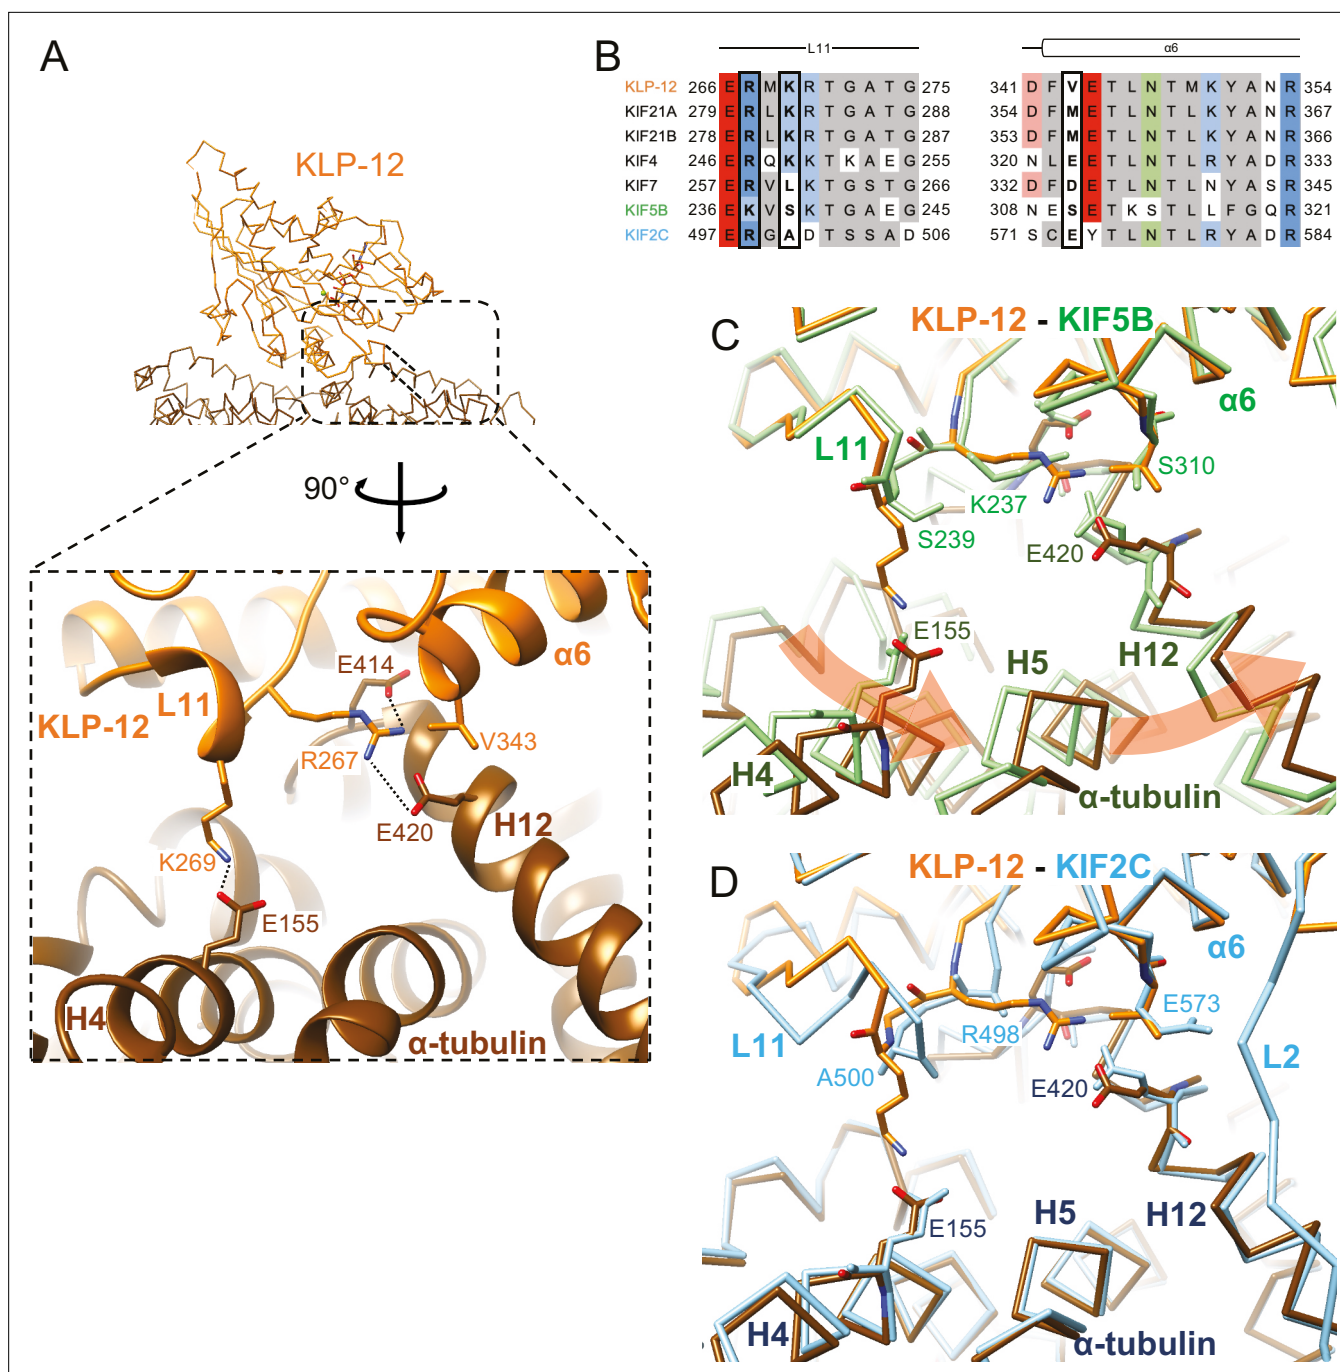 A
KLP-12
90°
E414
α6
L11
KLP-12
R267
V343
E420
H12
K269
E155
H4
α-tubulin
B
L11
α6
KLP-12 266 E R M K R T G A T G 275 341 D F V E T L N T M K Y A N R 354
KIF21A 279 E R L K R T G A T G 288 354 D F M E T L N T L K Y A N R 367
KIF21B 278 E R L K R T G A T G 287 353 D F M E T L N T L K Y A N R 366
KIF4 246 E R Q K K T K A E G 255 320 N L E E T L N T L R Y A D R 333
KIF7 257 E R V L K T G S T G 266 332 D F D E T L N T L N Y A S R 345
KIF5B 236 E K V S K T G A E G 245 308 N E S E T K S T L L F G Q R 321
KIF2C 497 E R G A D T S S A D 506 571 S C E Y T L N T L R Y A D R 584
C
KLP-12 - KIF5B
α6
L11
S310
K237
S239
E420
E155
H5
H12
H4
α-tubulin
D
KLP-12 - KIF2C
α6
E573
R498
L11
L2
A500
E420
E155
H5
H12
H4
α-tubulin